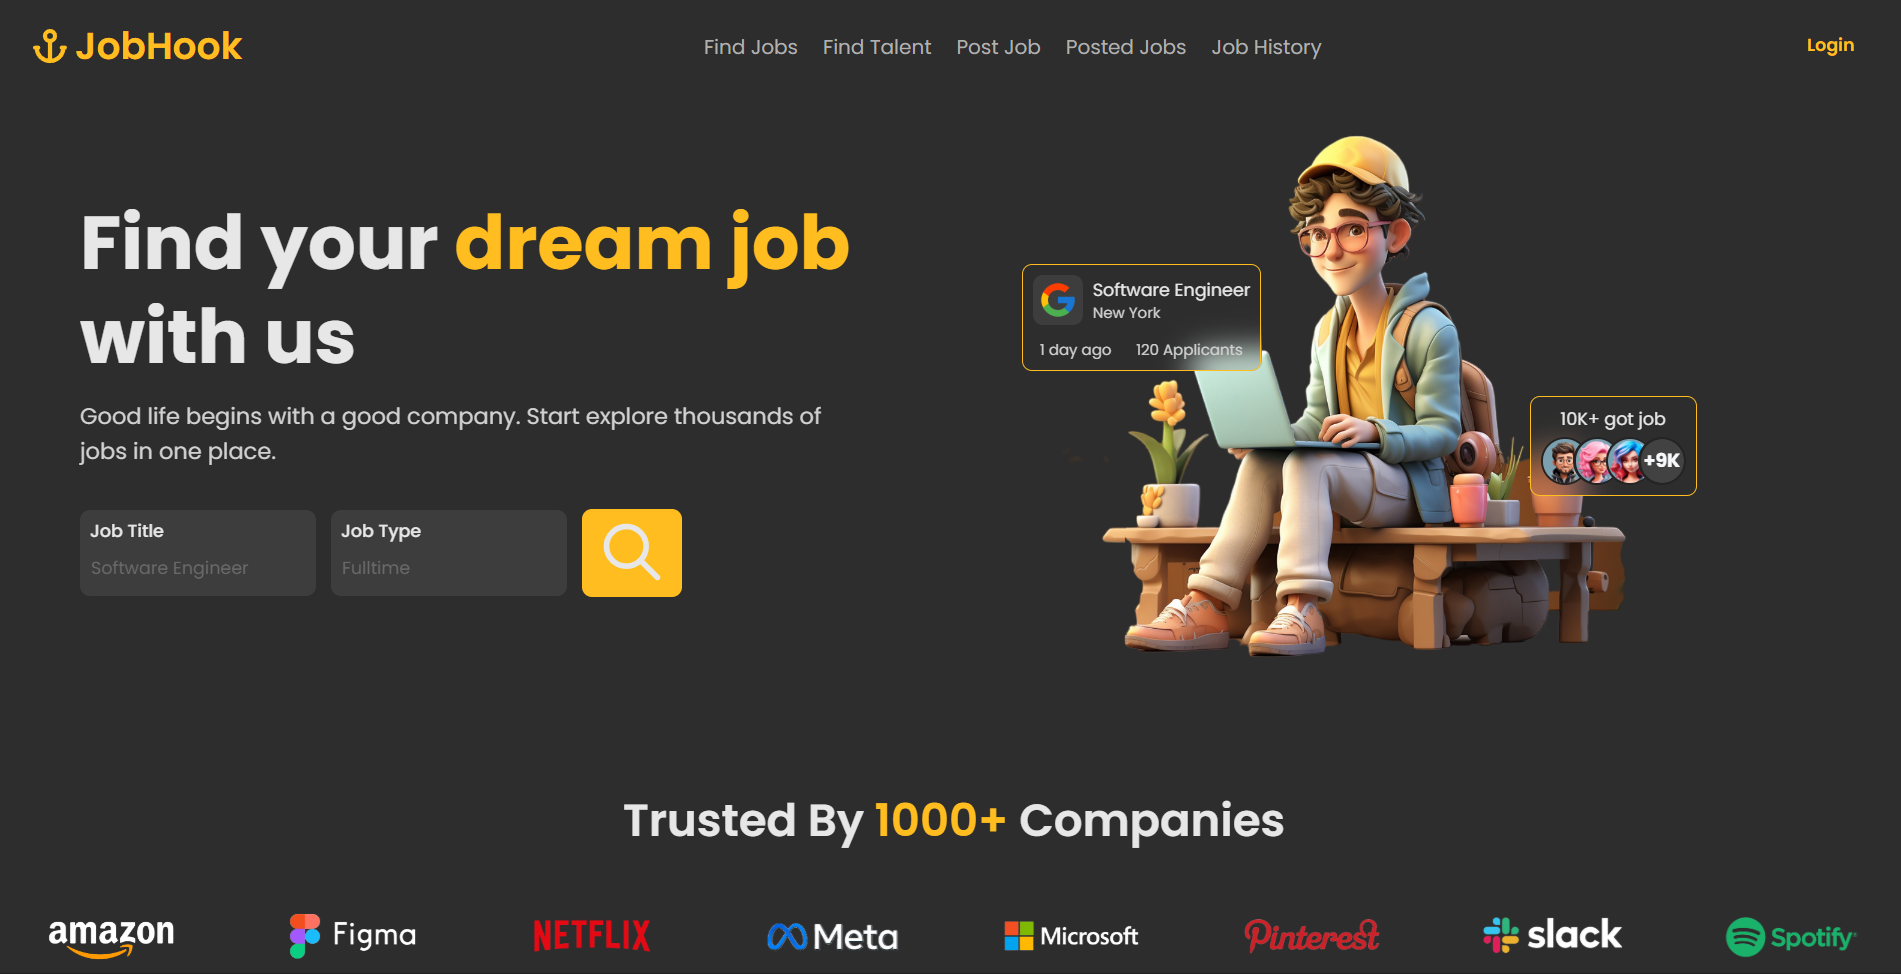 JobHook
Find Jobs Find Talent Post Job Posted Jobs Job History
Login
Find your dream job
with us
Good life begins with a good company. Start explore thousands of
jobs in one place.
Job Title
Software Engineer
Job Type
Fulltime
Software Engineer
New York
1 day ago 120 Applicants
10K+ got job
+9K
Trusted By 1000+ Companies
amazon
Figma
NETFLIX
Meta
Microsoft
Pinterest
slack
Spotify